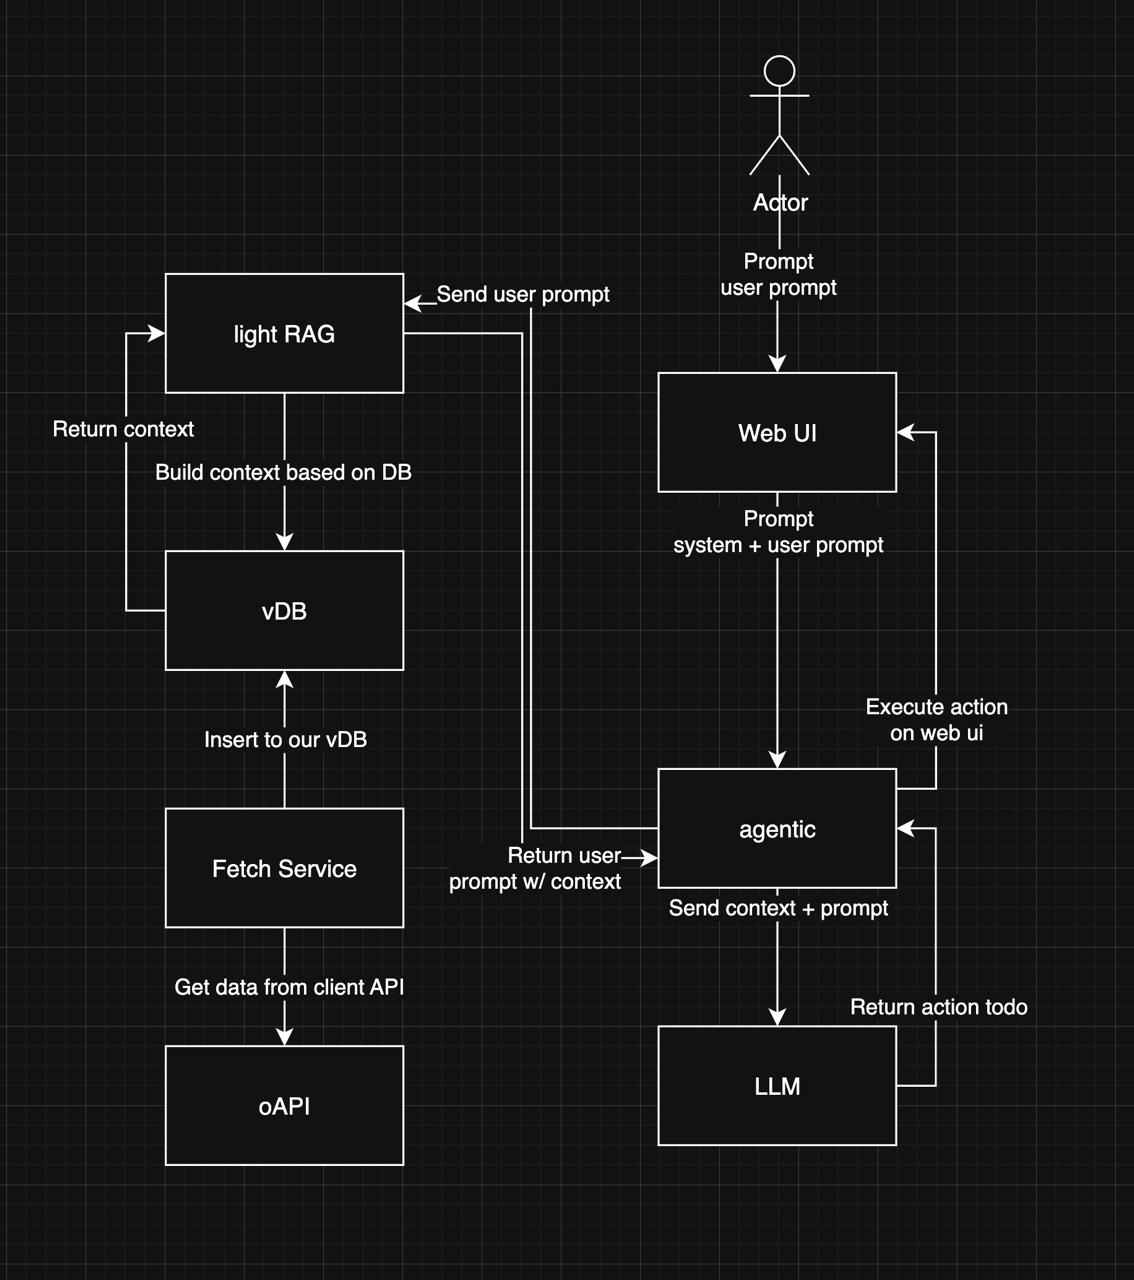 Actor
Prompt
user prompt
Send user prompt
light RAG
Web UI
Return context
Build context based on DB
Prompt
system + user prompt
vDB
Execute action
on web ui
Insert to our vDB
agentic
Return user
prompt w/ context
Fetch Service
Send context + prompt
Get data from client API
Return action todo
LLM
oAPI